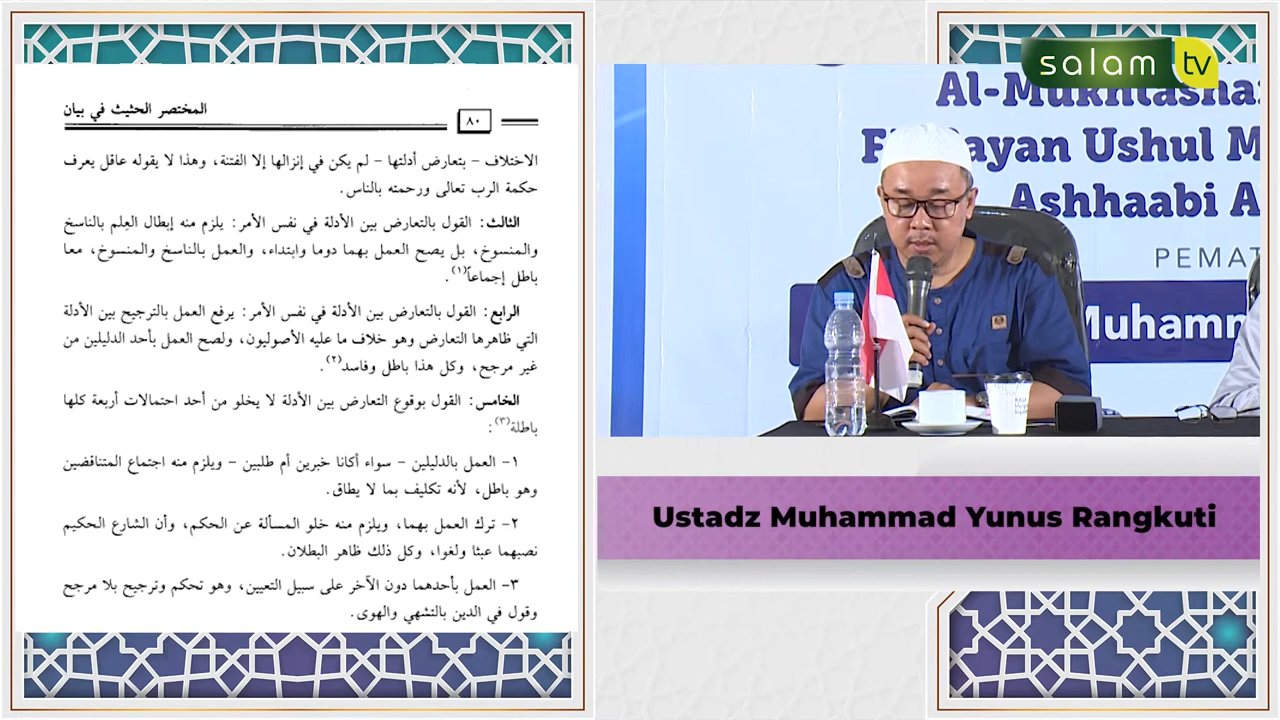 المختصر الحثيث في بيان
٨٠
الاختلاف – بتعارض أدلتها – لم يكن في إنزالها إلا الفتنة، وهذا لا يقوله عاقل يعرف
حكمة الرب تعالى ورحمته بالناس.
الثالث: القول بالتعارض بين الأدلة في نفس الأمر: يلزم منه إبطال العِلم بالناسخ
والمنسوخ، بل يصح العمل بهما دوما وابتداء، والعمل بالناسخ والمنسوخ، معا
باطل إجماعاً(١).
الرابع: القول بالتعارض بين الأدلة في نفس الأمر: يرفع العمل بالترجيح بين الأدلة
التي ظاهرها التعارض وهو خلاف ما عليه الأصوليون، ولصح العمل بأحد الدليلين من
غير مرجح، وكل هذا باطل وفاسد(٢).
الخامس: القول بوقوع التعارض بين الأدلة لا يخلو من أحد احتمالات أربعة كلها
باطلة(٣):
١- العمل بالدليلين – سواء أكانا خبرين أم طلبين – ويلزم منه اجتماع المتناقضين
وهو باطل، لأنه تكليف بما لا يطاق.
٢- ترك العمل بهما، ويلزم منه خلو المسألة عن الحكم، وأن الشارع الحكيم
نصبهما عبثا ولغوا، وكل ذلك ظاهر البطلان.
٣- العمل بأحدهما دون الآخر على سبيل التعيين، وهو تحكم وترجيح بلا مرجح
وقول في الدين بالتشهي والهوى.
salam tv
Al-Mukhtasha
ayan Ushul M
Ashhaabi A
PEMAT
Muhamm
Ustadz Muhammad Yunus Rangkuti